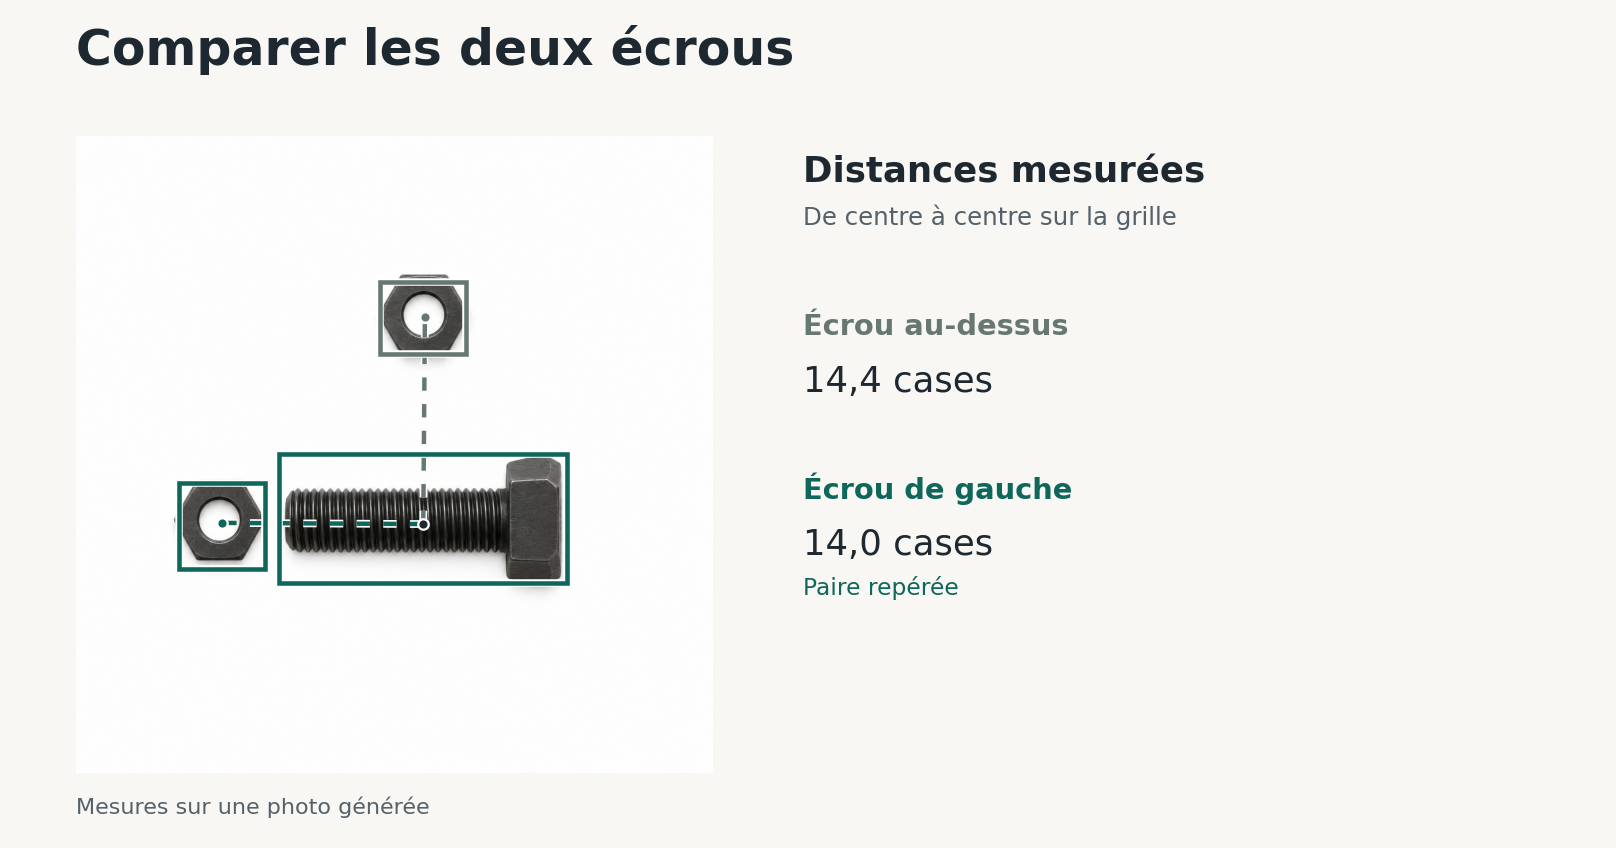 Comparer les deux écrous
Distances mesurées
De centre à centre sur la grille
Écrou au-dessus
14,4 cases
Écrou de gauche
14,0 cases
Paire repérée
Mesures sur une photo générée